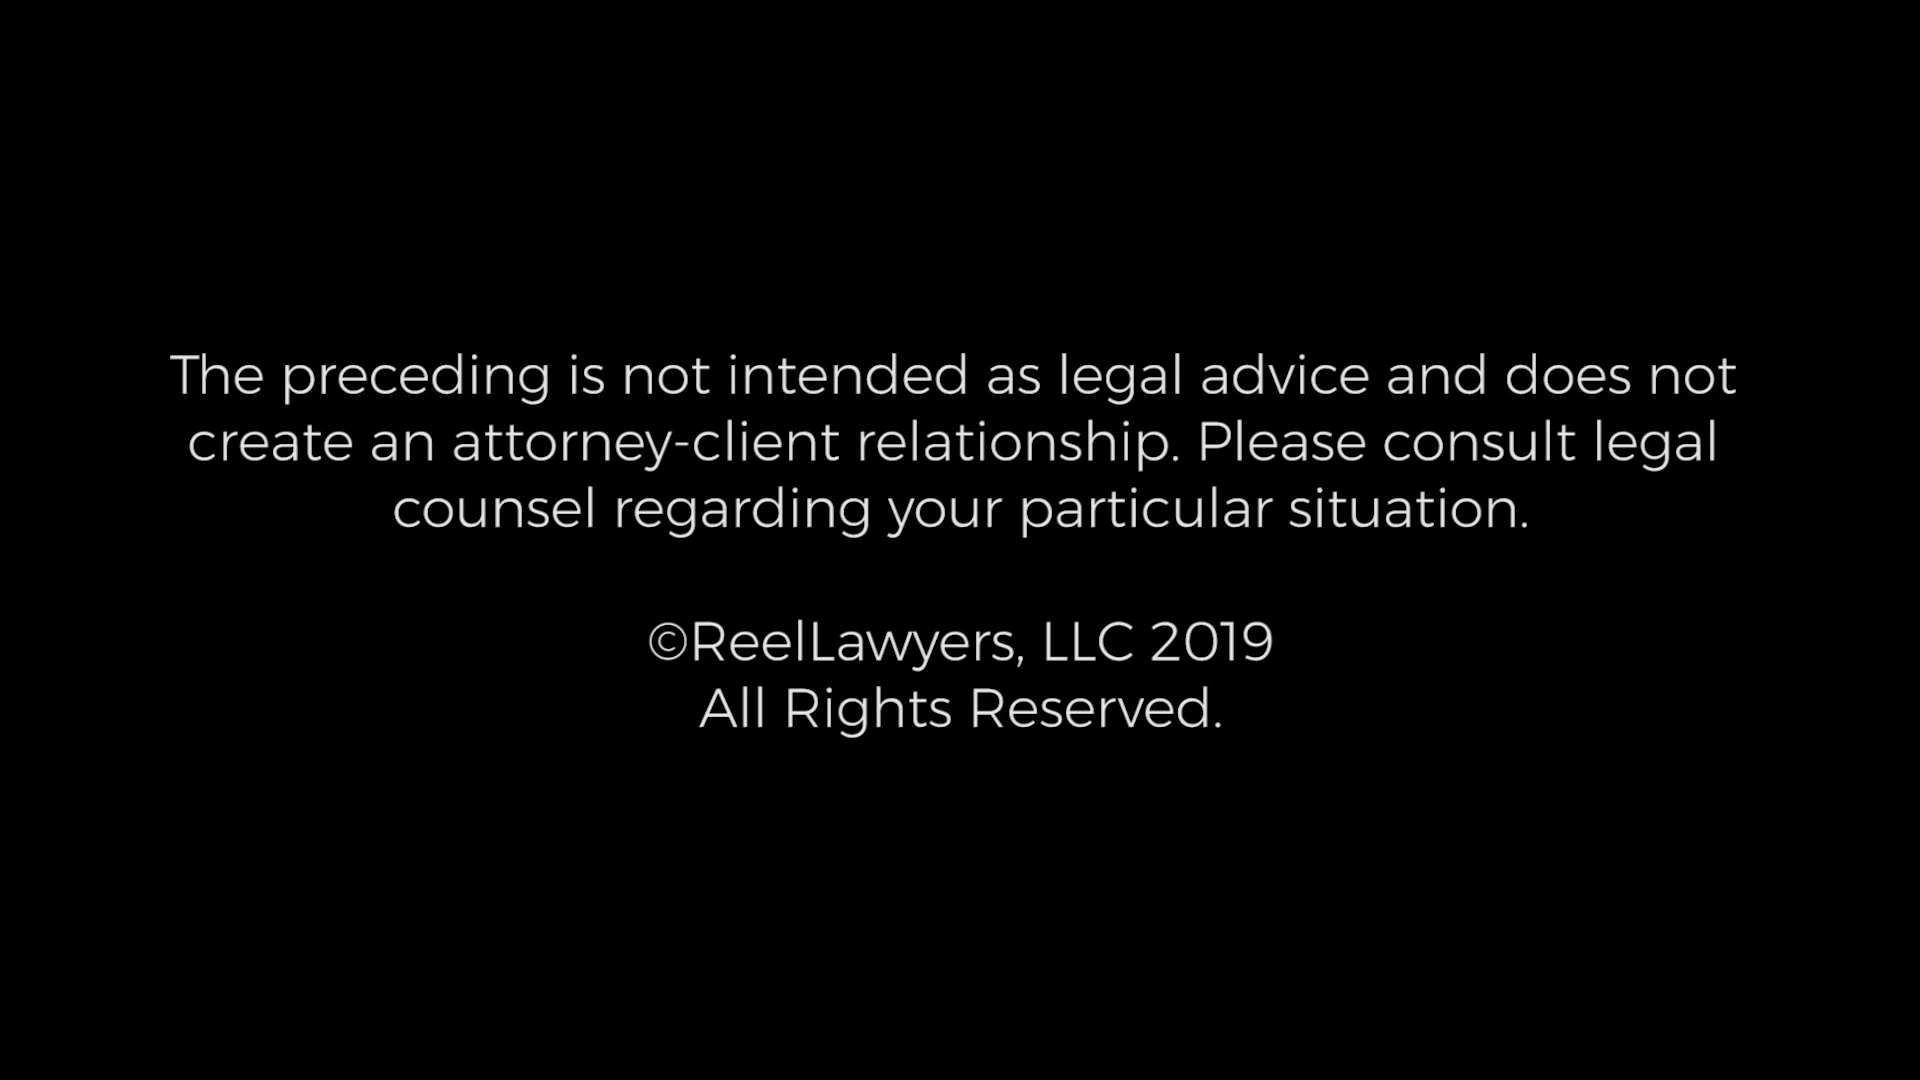 The preceding is not intended as legal advice and does not
create an attorney-client relationship. Please consult legal
counsel regarding your particular situation.
©ReelLawyers, LLC 2019
All Rights Reserved.